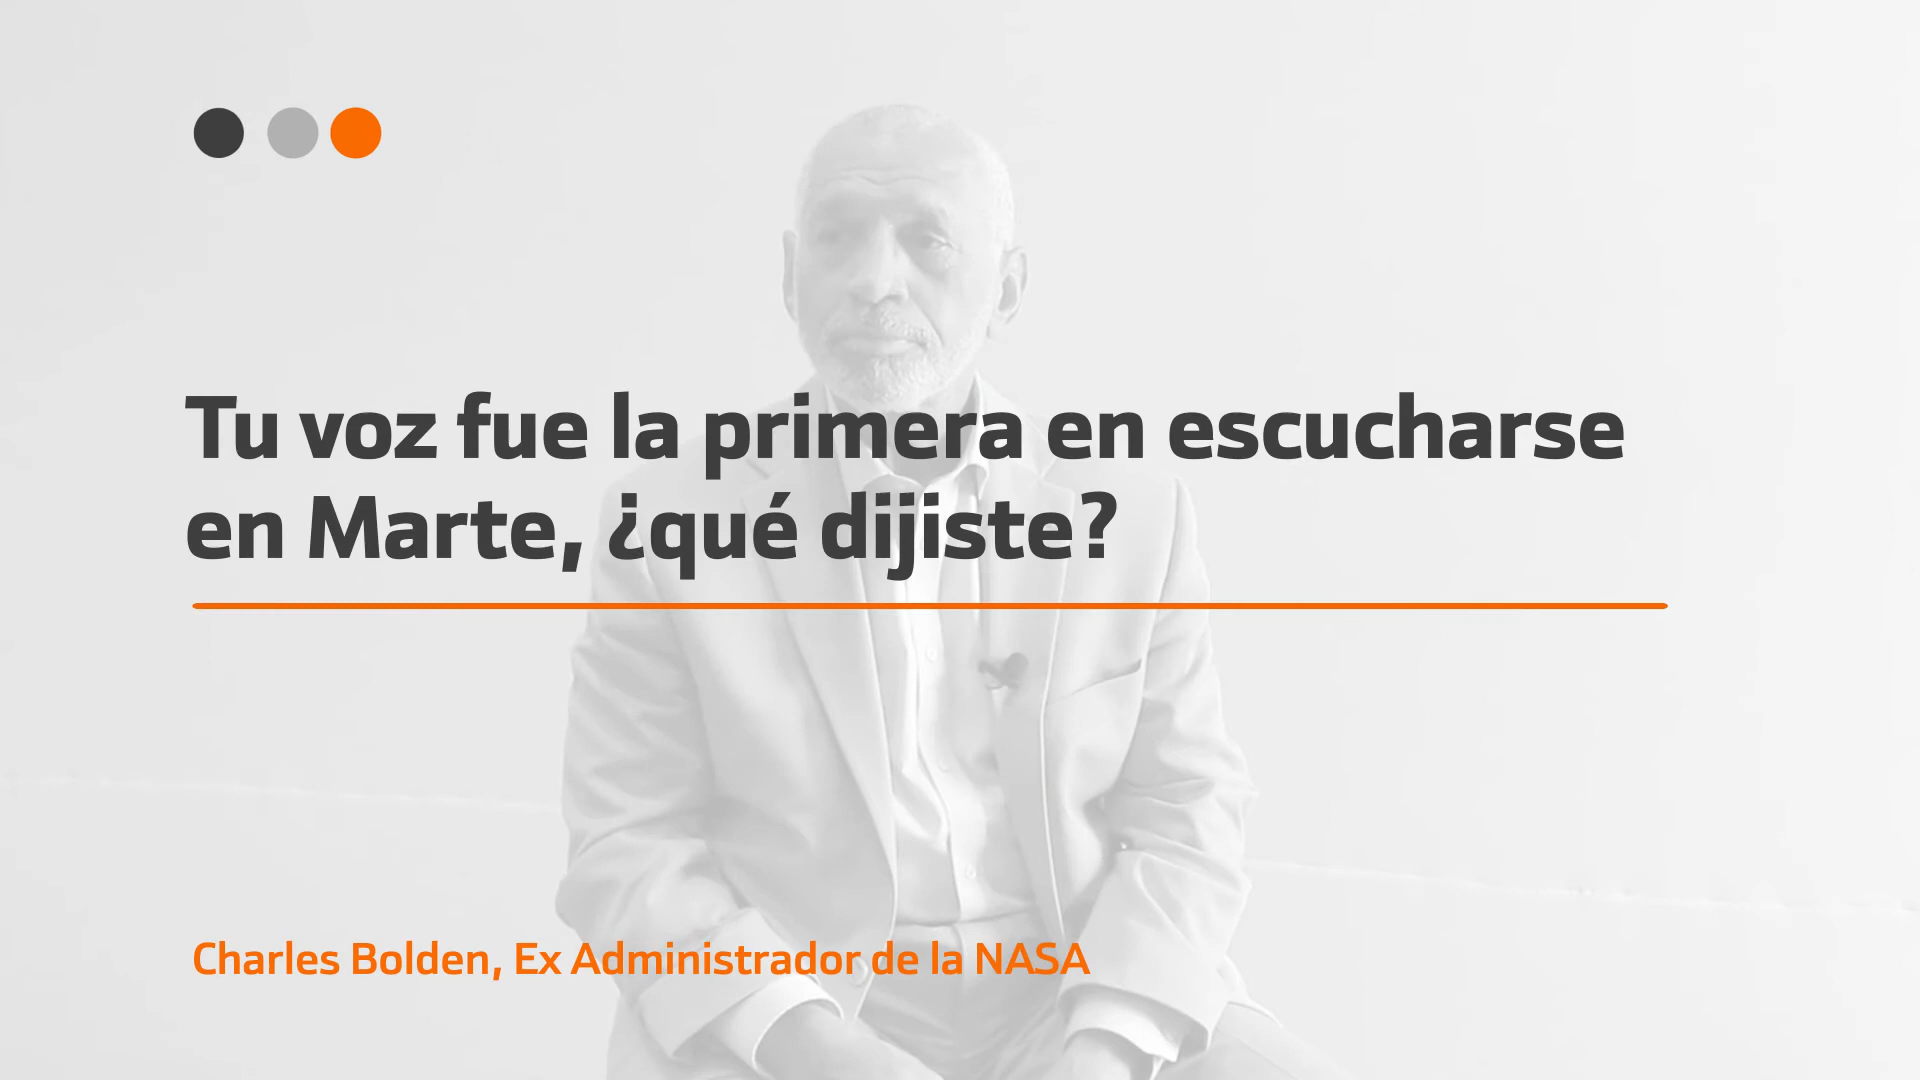 Tu voz fue la primera en escucharse
en Marte, ¿qué dijiste?
Charles Bolden, Ex Administrador de la NASA